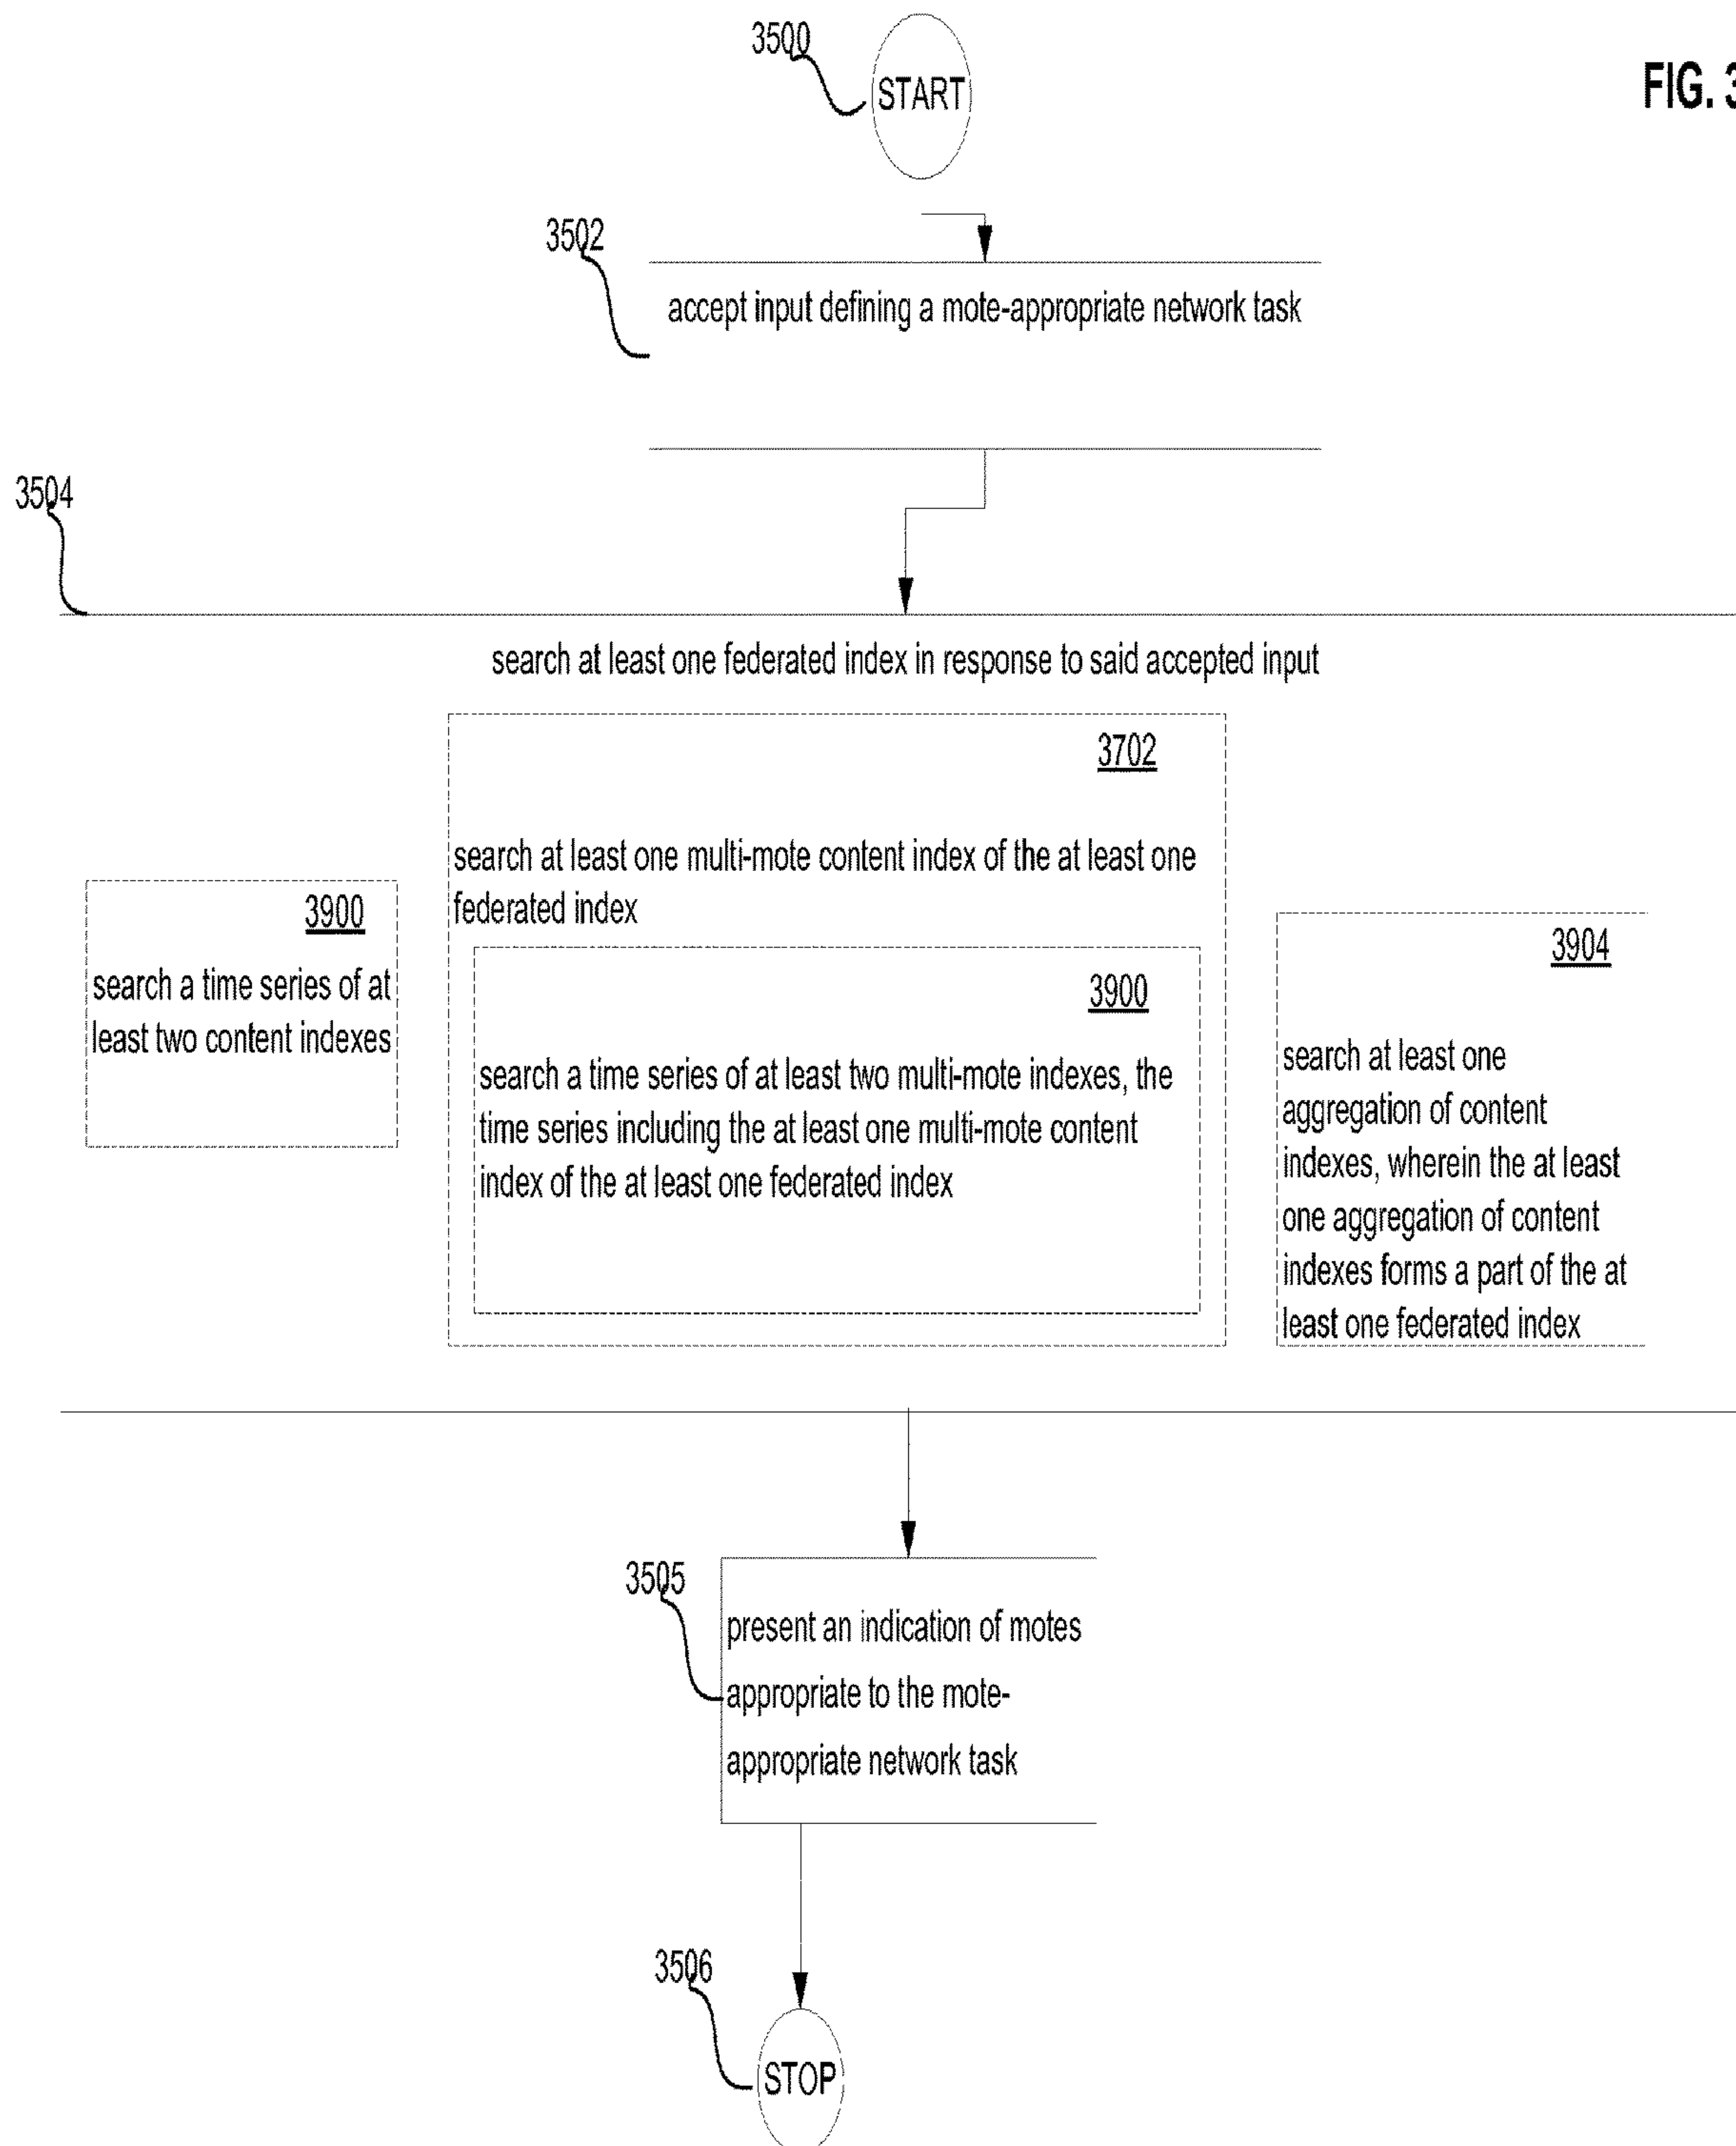 3500
START
FIG. 3
3502
accept input defining a mote-appropriate network task
3504
search at least one federated index in response to said accepted input
3702
search at least one multi-mote content index of the at least one
federated index
3900
search a time series of at
least two content indexes
3900
search a time series of at least two multi-mote indexes, the
time series including the at least one multi-mote content
index of the at least one federated index
3904
search at least one
aggregation of content
indexes, wherein the at least
one aggregation of content
indexes forms a part of the at
least one federated index
3505
present an indication of motes
appropriate to the mote-
appropriate network task
3506
STOP